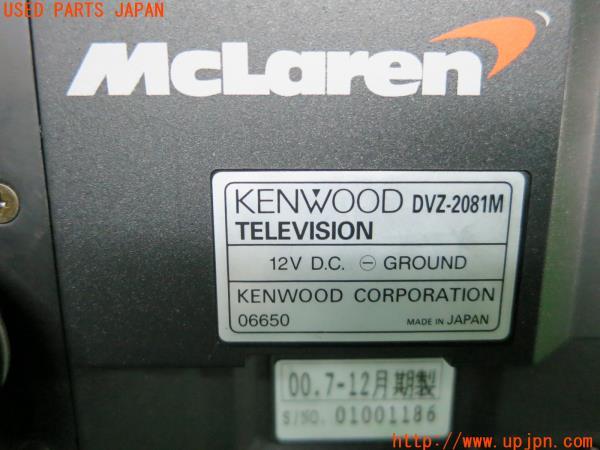 USED PARTS JAPAN
McLaren
KENWOOD DVZ-2081M
TELEVISION
12V D.C. ⊖ GROUND
KENWOOD CORPORATION
06650 MADE IN JAPAN
00.7-12月期製
S/NO. 01001186
http://www.upjpn.com